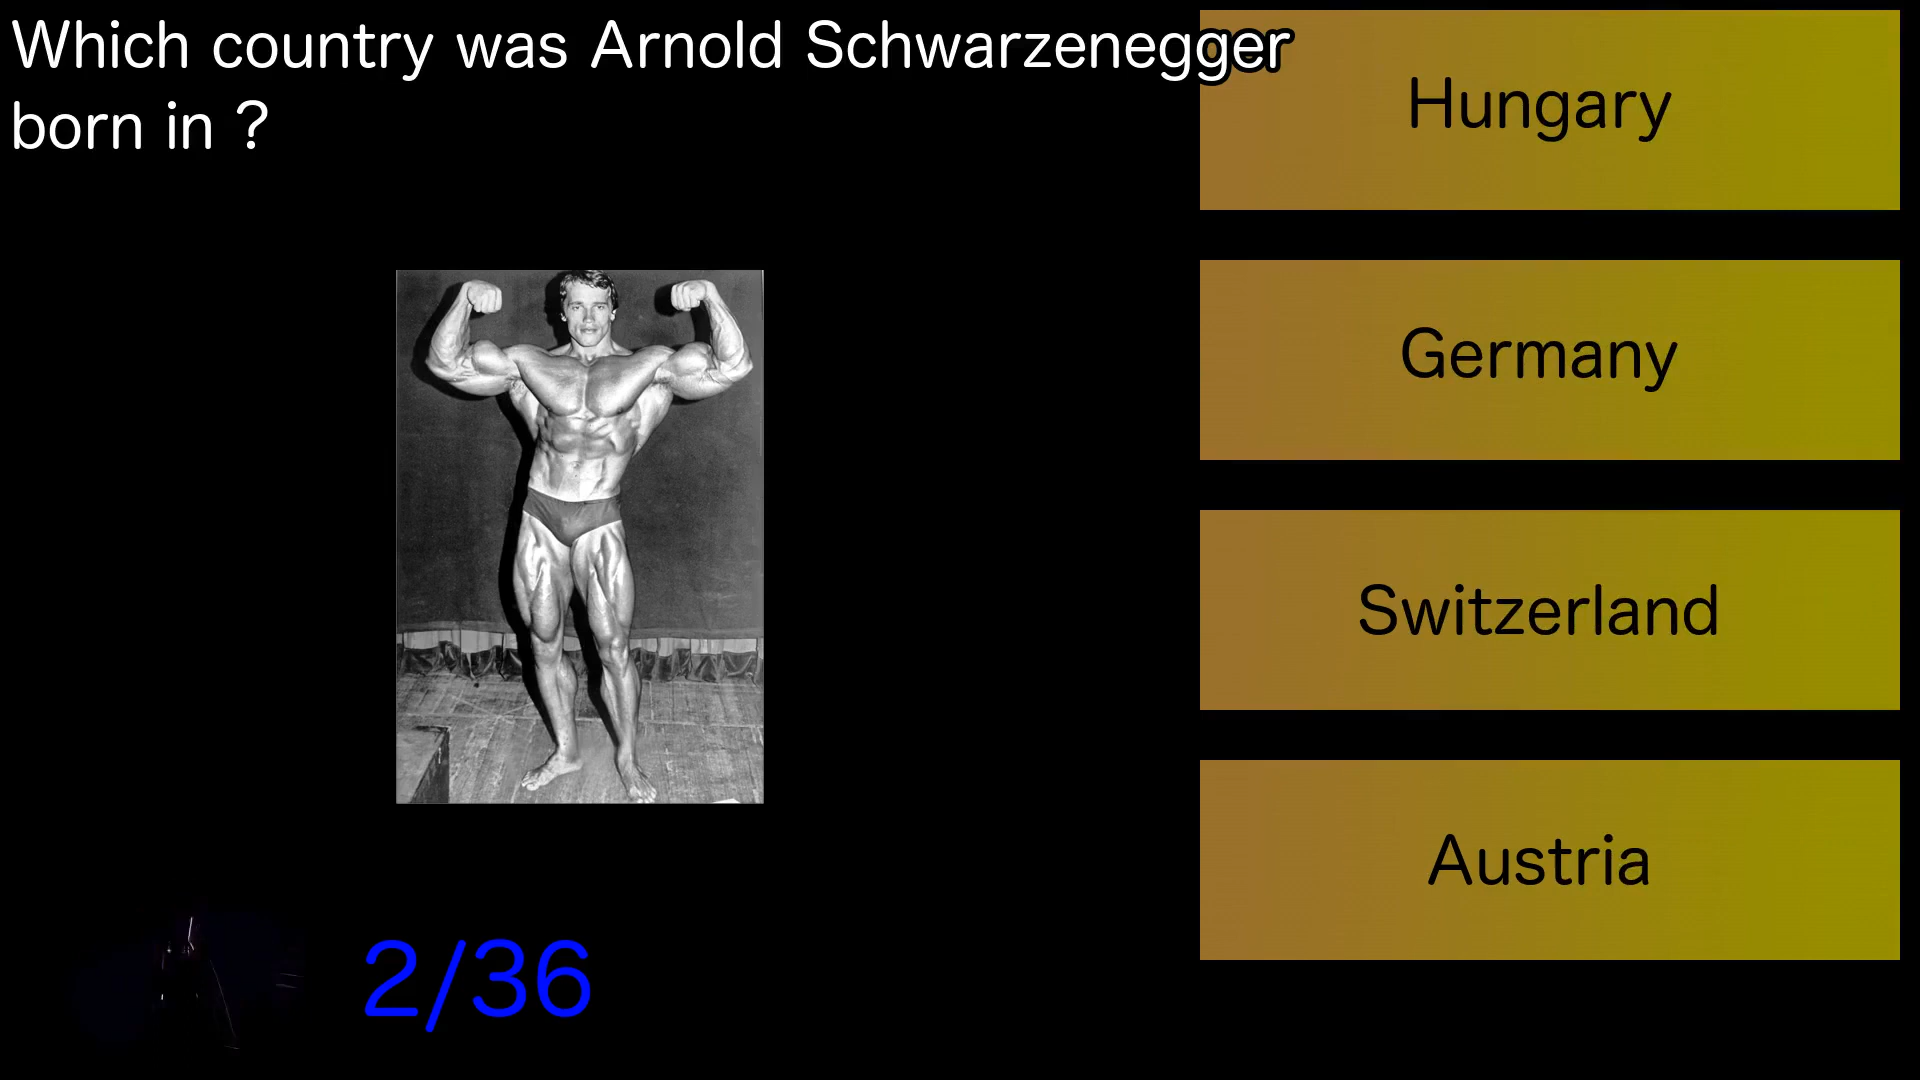 Which country was Arnold Schwarzenegger
born in ?
Hungary
Germany
Switzerland
Austria
2/36